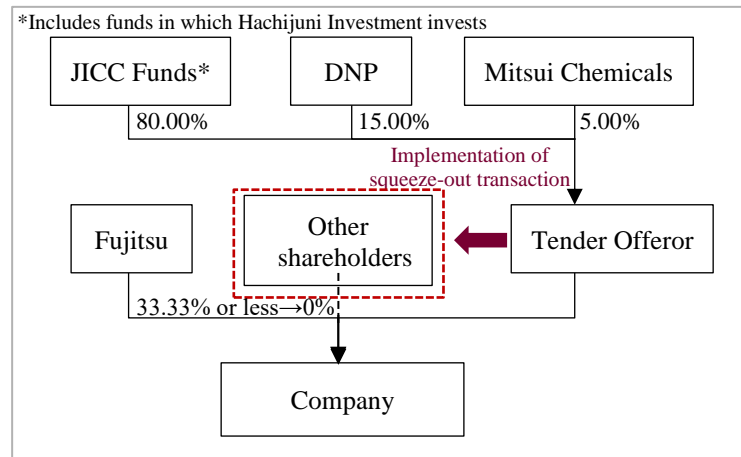 *Includes funds in which Hachijuni Investment invests
JICC Funds*
DNP
Mitsui Chemicals
80.00%
15.00%
5.00%
Implementation of
squeeze-out transaction
Fujitsu
Other
shareholders
Tender Offeror
33.33% or less→0%
Company